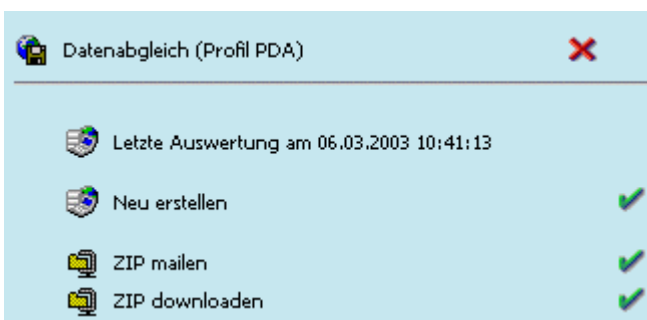 Datenabgleich (Profil PDA)
Letzte Auswertung am 06.03.2003 10:41:13
Neu erstellen
ZIP mailen
ZIP downloaden